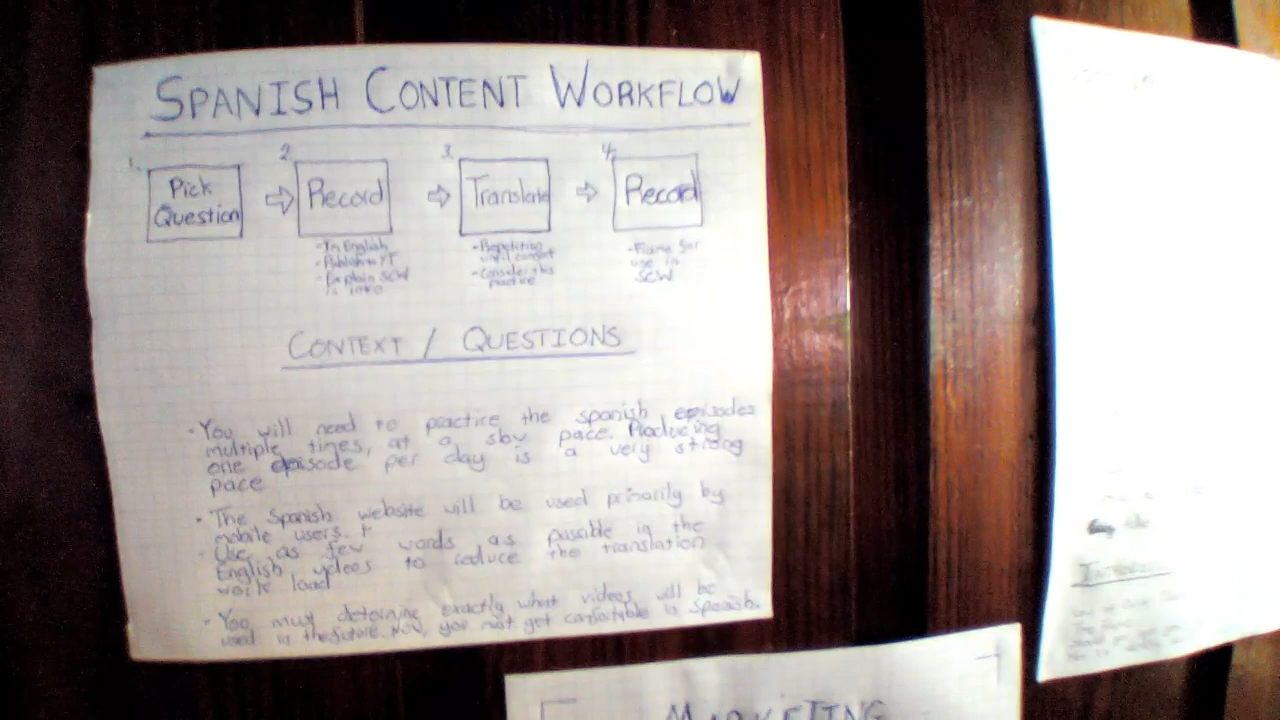 SPANISH CONTENT WORKFLOW
1.
2.
3.
4.
Pick
Question
Record
Translate
Record
- In English
- Publish to YT
- Explain SCW
in intro
- Repetition
until comfort
- Consider this
practice
- Frame for
use in
SCW
CONTEXT / QUESTIONS
• You will need to practice the spanish episodes
multiple times, at a slow pace. Producing
one episode per day is a very strong
pace
• The Spanish website will be used primarily by
mobile users.
• Use as few words as possible in the
English videos to reduce the translation
work load
• You must determine exactly what videos will be
used in the future. Now, you not get comfortable in Spanish.
MARKETING